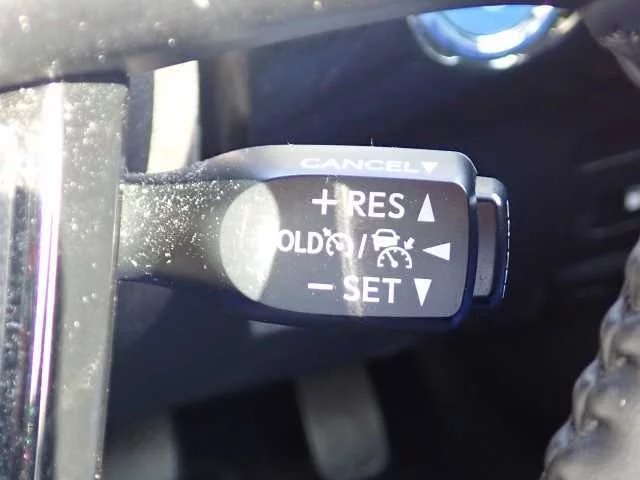 CANCEL▼
+ RES ▲
OLD / ◀
− SET ▼